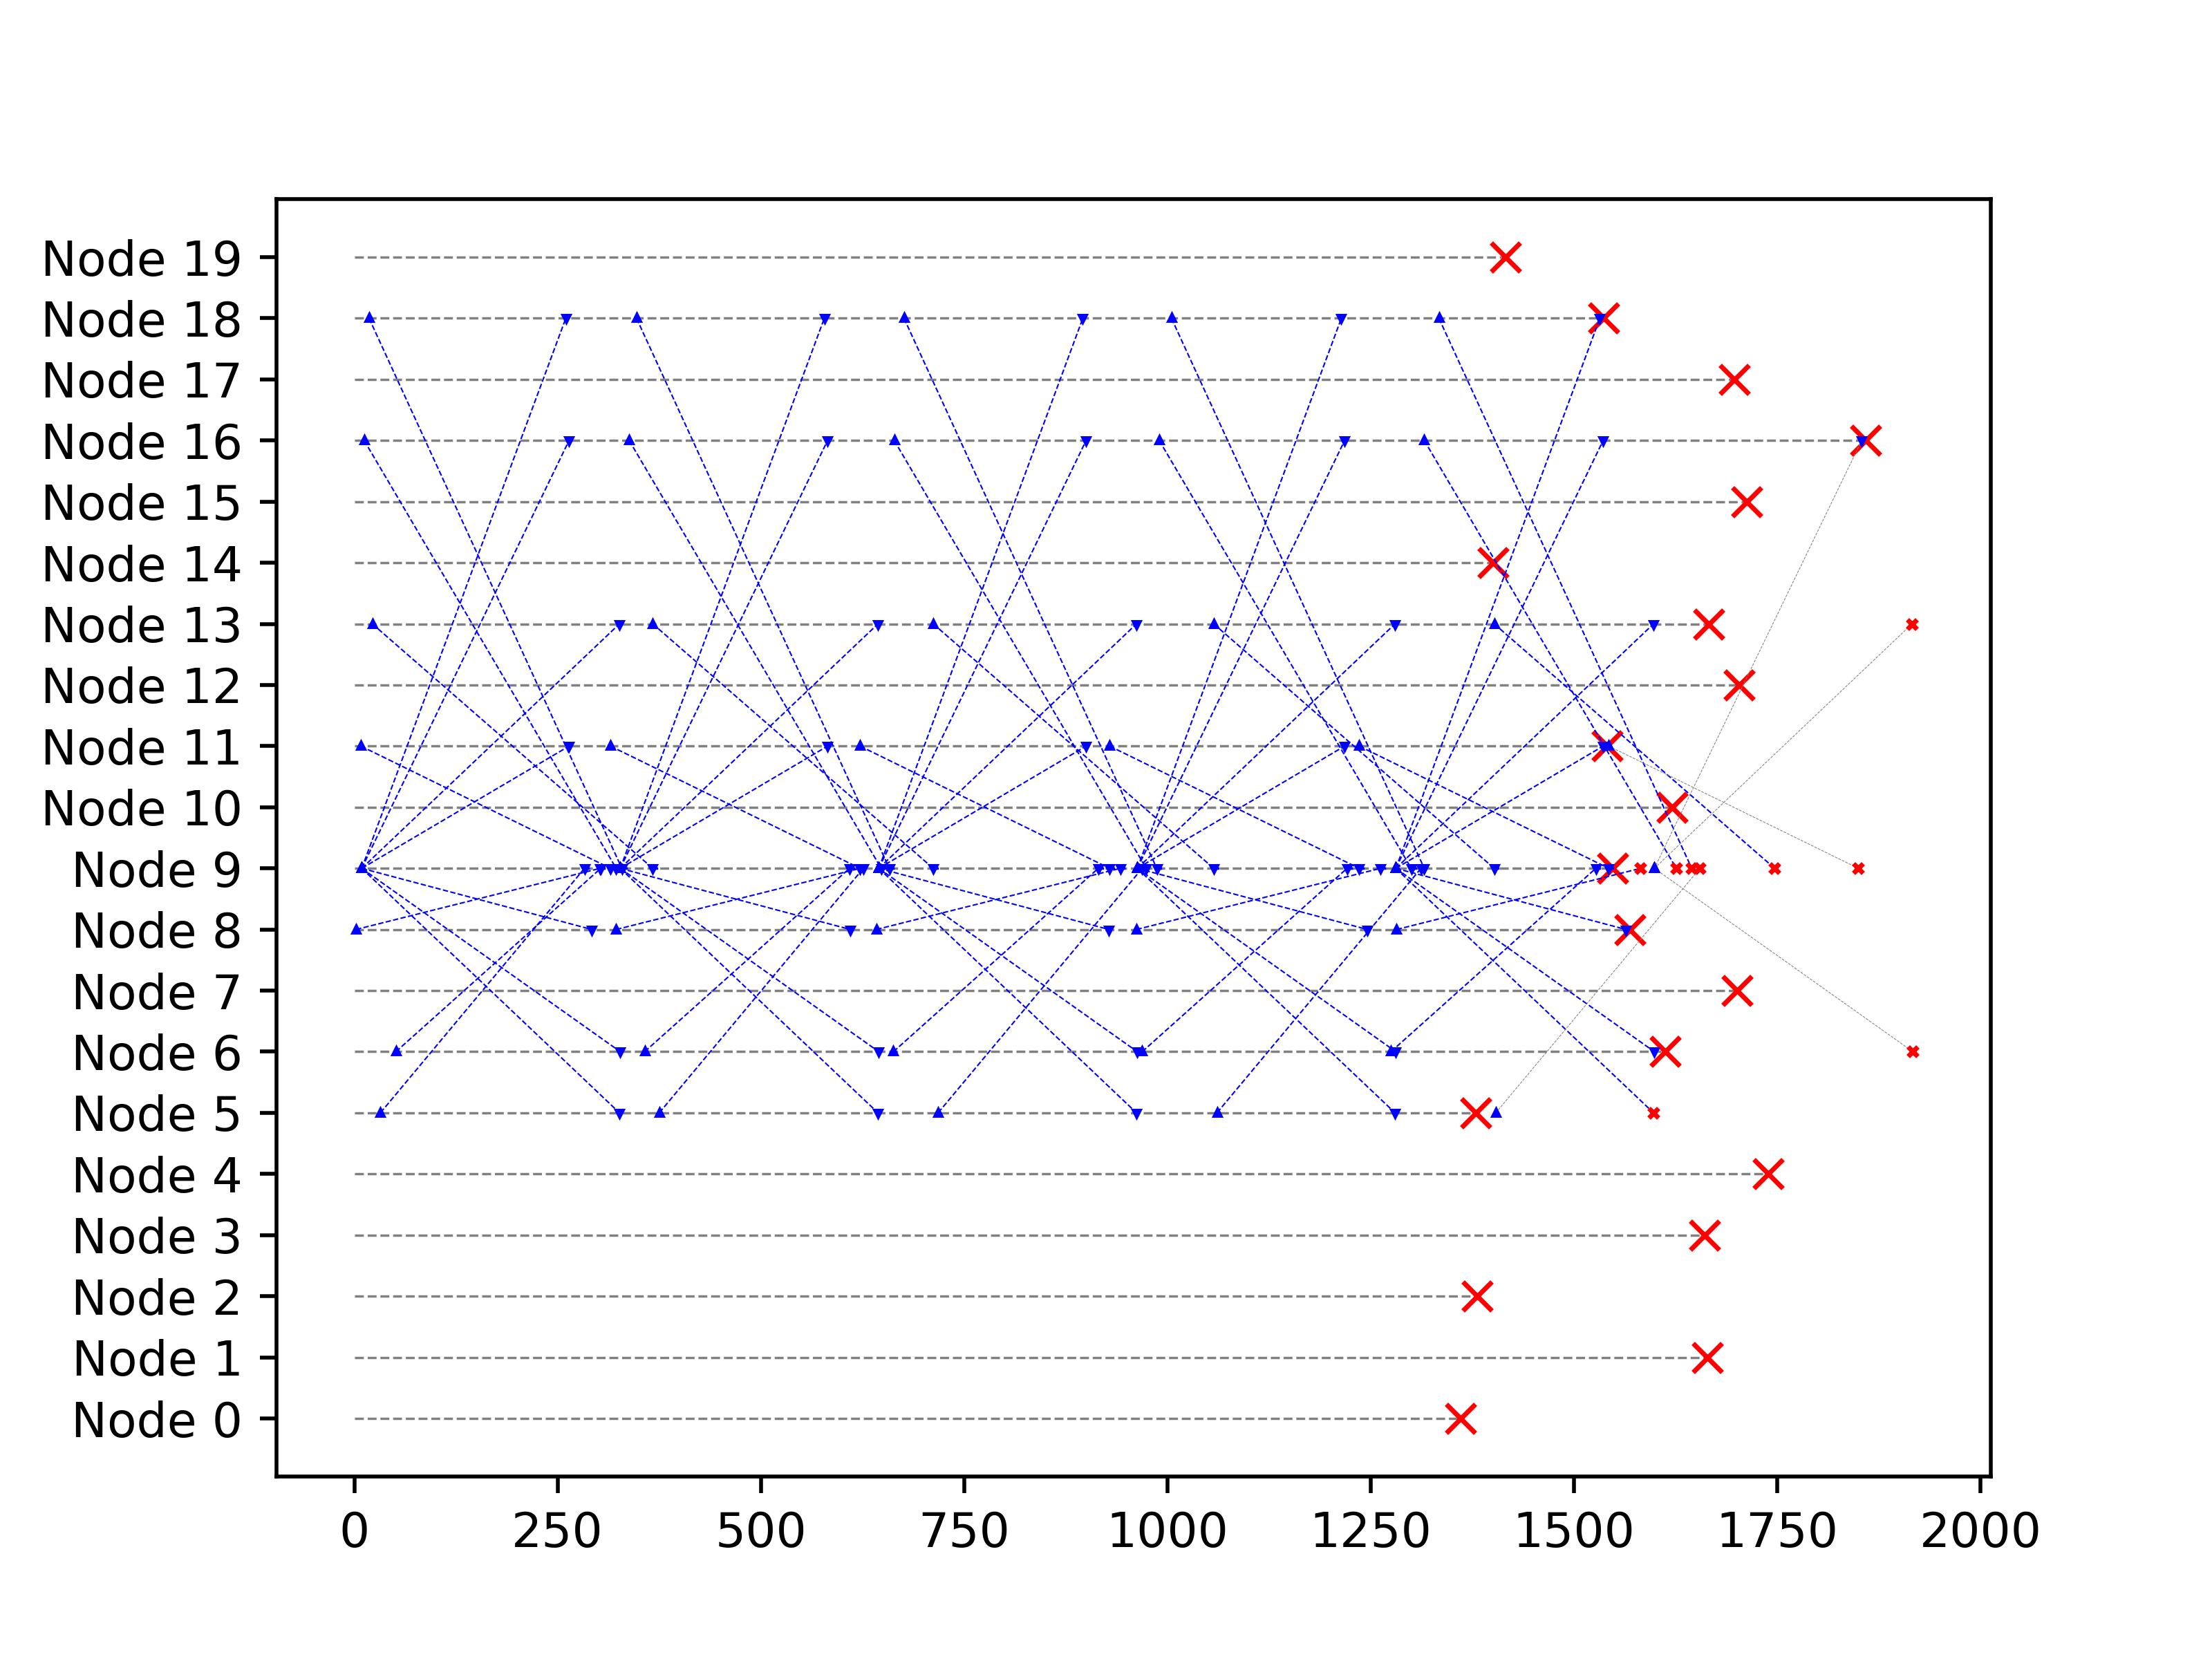 Node 19
Node 18
Node 17
Node 16
Node 15
Node 14
Node 13
Node 12
Node 11
Node 10
Node 9
Node 8
Node 7
Node 6
Node 5
Node 4
Node 3
Node 2
Node 1
Node 0
0 250 500 750 1000 1250 1500 1750 2000